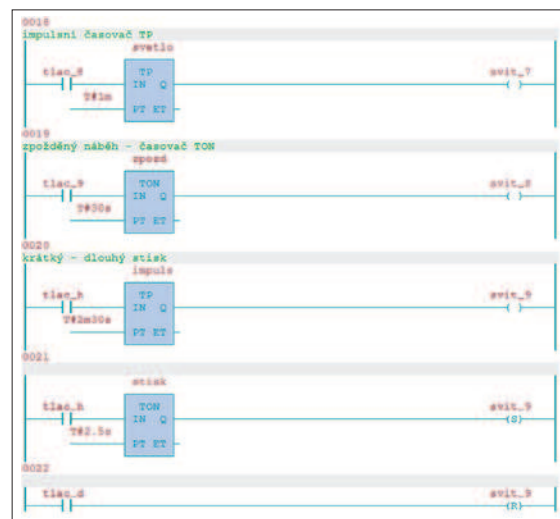 0018
impulsní časovač TP
svetlo
tlac_8 TP svit_7
IN Q ( )
T#1m
PT ET
0019
zpožděný náběh - časovač TON
zpozd
tlac_9 TON svit_8
IN Q ( )
T#30s
PT ET
0020
krátký - dlouhý stisk
impuls
tlac_h TP svit_9
IN Q ( )
T#2m30s
PT ET
0021
stisk
tlac_h TON svit_9
IN Q (S)
T#2.5s
PT ET
0022
tlac_d svit_9
(R)